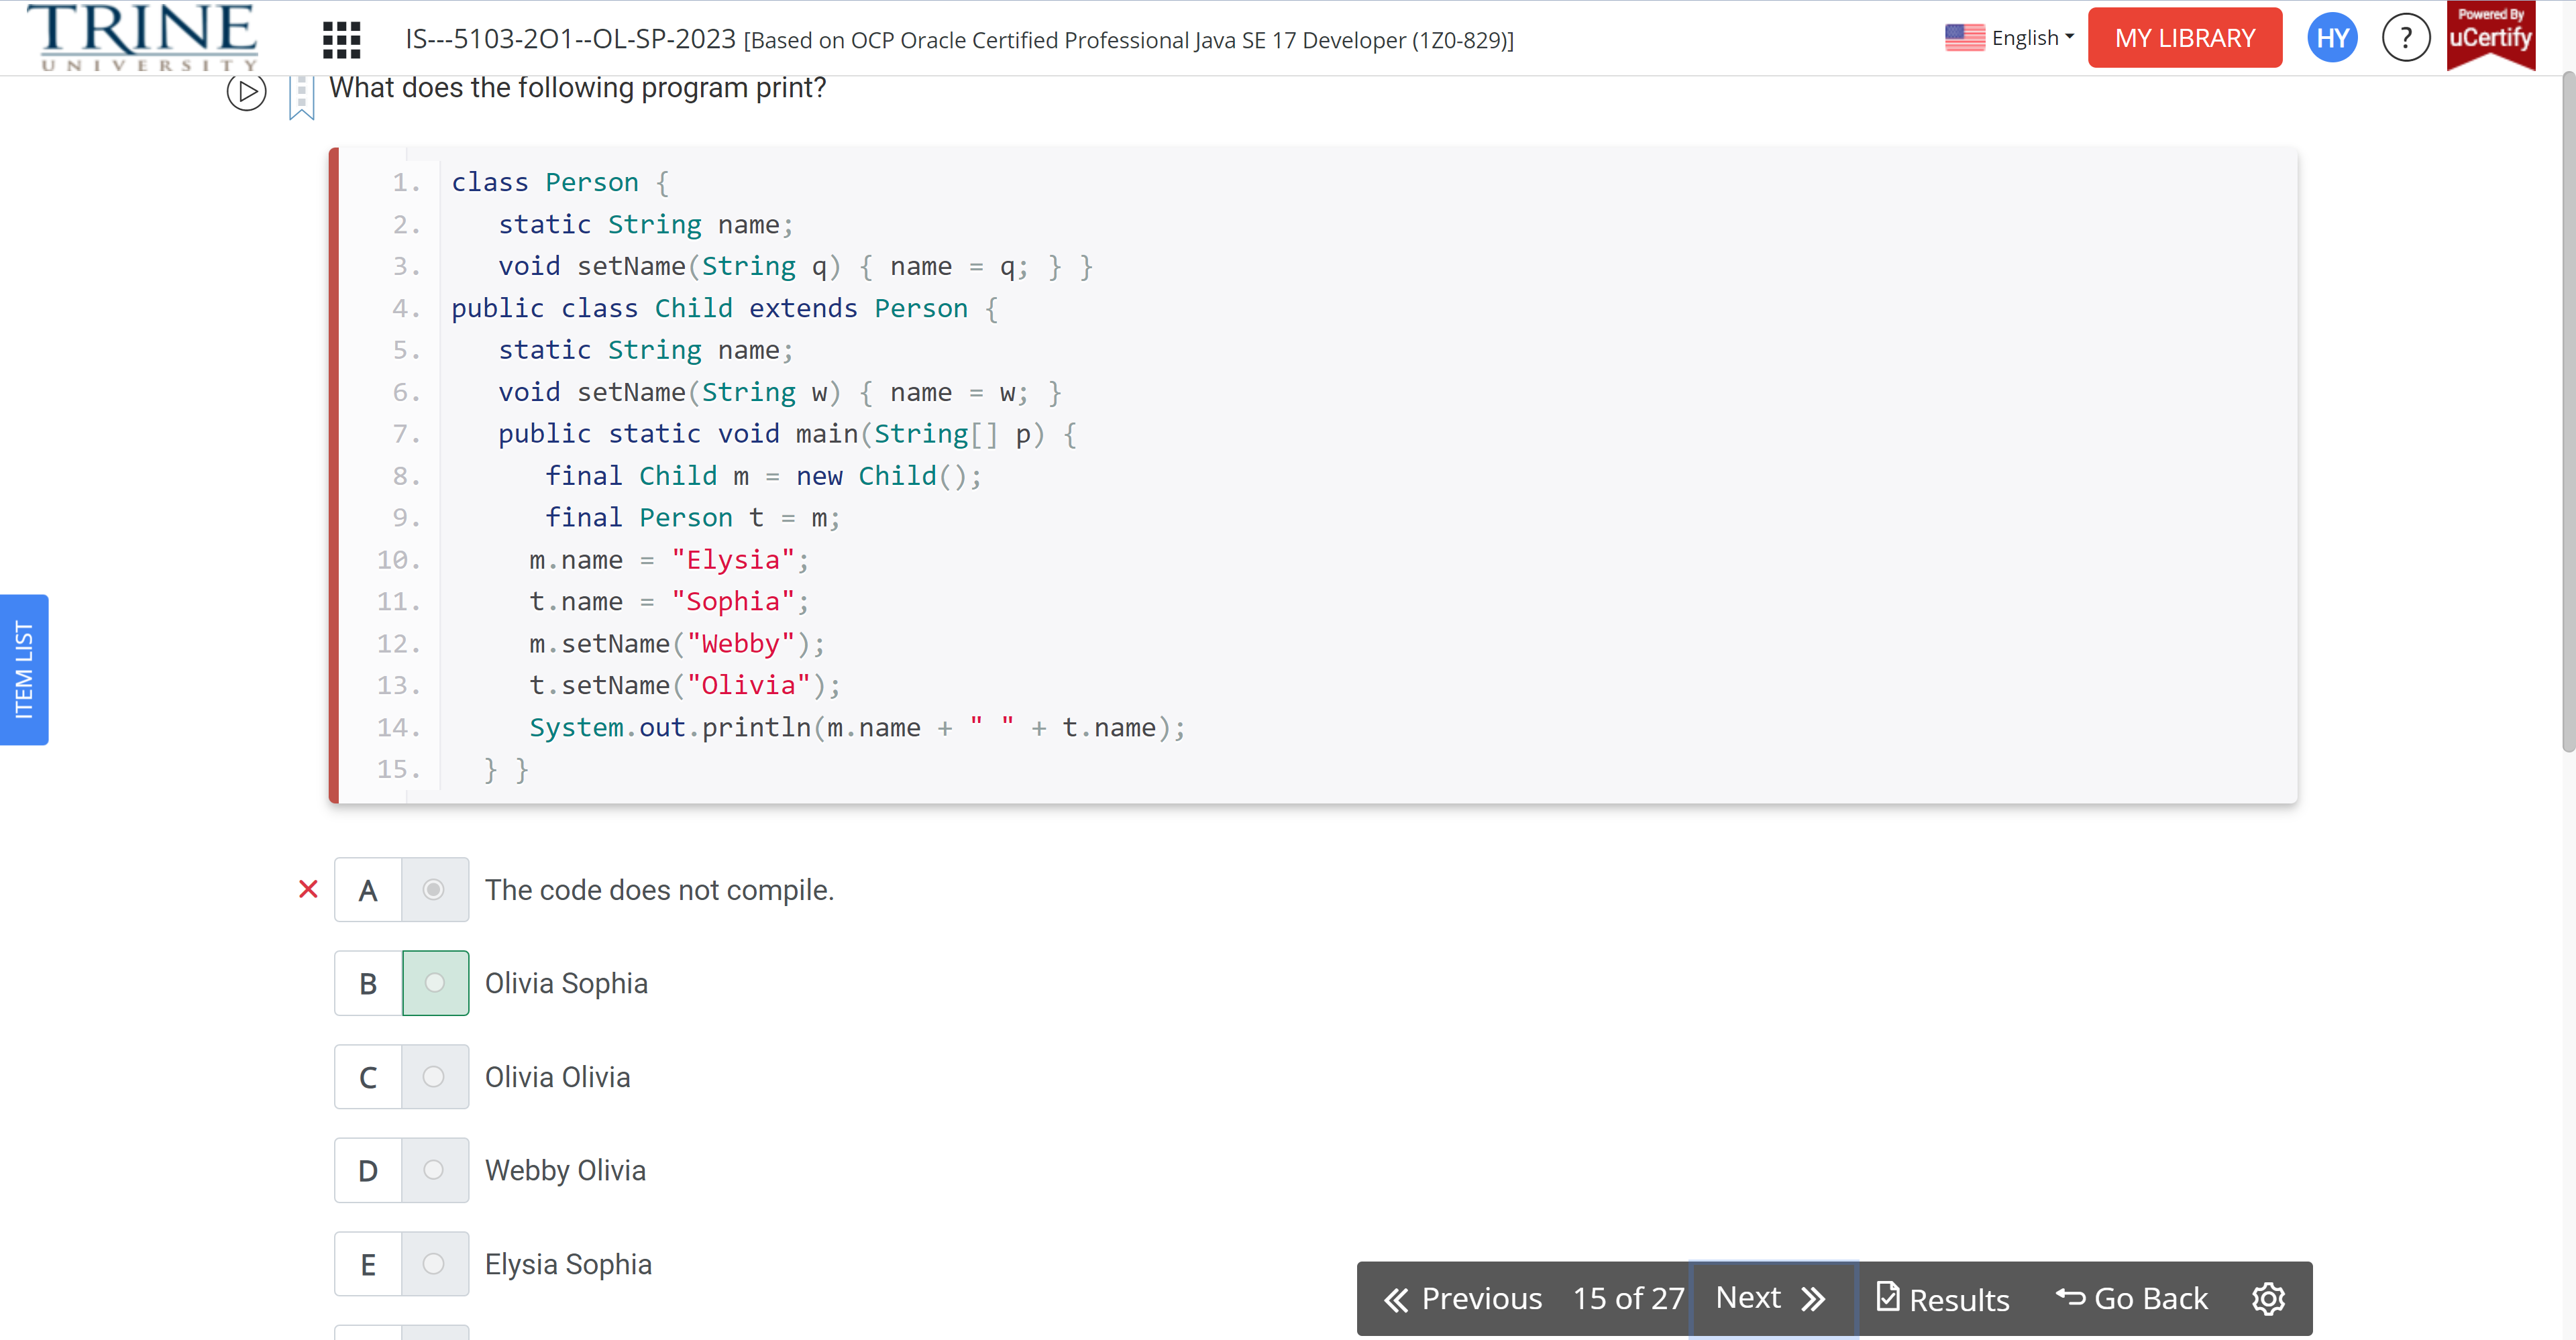 TRINE
UNIVERSITY
IS---5103-2O1--OL-SP-2023 [Based on OCP Oracle Certified Professional Java SE 17 Developer (1Z0-829)]
English
MY LIBRARY
HY
?
Powered By
uCertify
What does the following program print?
1. class Person {
2.    static String name;
3.    void setName(String q) { name = q; } }
4. public class Child extends Person {
5.    static String name;
6.    void setName(String w) { name = w; }
7.    public static void main(String[] p) {
8.       final Child m = new Child();
9.       final Person t = m;
10.      m.name = "Elysia";
11.      t.name = "Sophia";
12.      m.setName("Webby");
13.      t.setName("Olivia");
14.      System.out.println(m.name + " " + t.name);
15.   } }
ITEM LIST
A The code does not compile.
B Olivia Sophia
C Olivia Olivia
D Webby Olivia
E Elysia Sophia
Previous 15 of 27 Next Results Go Back